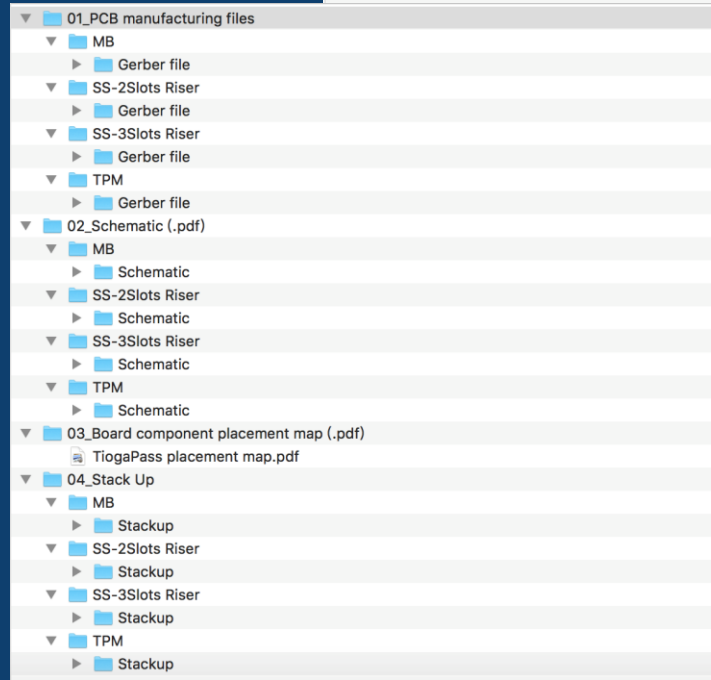 01_PCB manufacturing files
MB
Gerber file
SS-2Slots Riser
Gerber file
SS-3Slots Riser
Gerber file
TPM
Gerber file
02_Schematic (.pdf)
MB
Schematic
SS-2Slots Riser
Schematic
SS-3Slots Riser
Schematic
TPM
Schematic
03_Board component placement map (.pdf)
TiogaPass placement map.pdf
04_Stack Up
MB
Stackup
SS-2Slots Riser
Stackup
SS-3Slots Riser
Stackup
TPM
Stackup